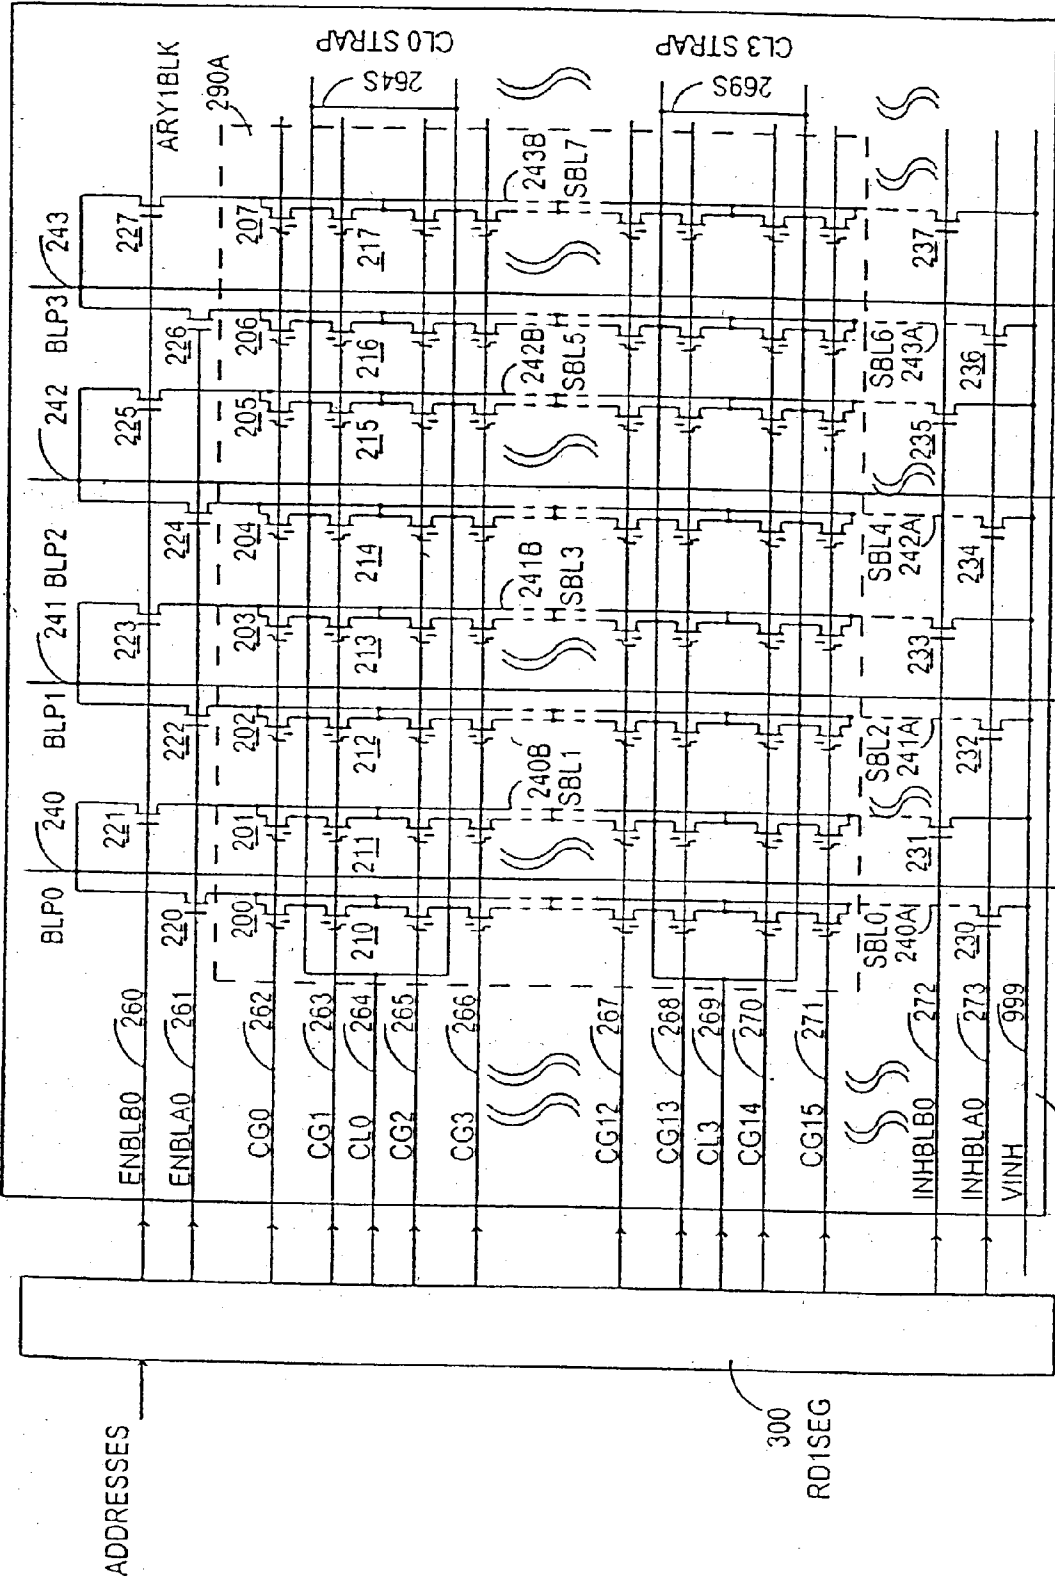 ADDRESSES
300
RD1SEG
ENBLB0 260
ENBLA0 261
CG0 262
CG1 263
CL0 264
CG2 265
CG3 266
CG12 267
CG13 268
CL3 269
CG14 270
CG15 271
INHBLB0 272
INHBLA0 273
VINH 999
BLP0 240
BLP1 241
BLP2 242
BLP3 243
221 223 225 227
ARY1BLK
220 222 224 226
290A
200 201 202 203 204 205 206 207
CL0 STRAP
264S
210 211 212 213 214 215 216 217
240B 241B 242B 243B
SBL1 SBL3 SBL5 SBL7
CL3 STRAP
269S
SBL0 SBL2 SBL4 SBL6
240A 241A 242A 243A
231 233 235 237
230 232 234 236